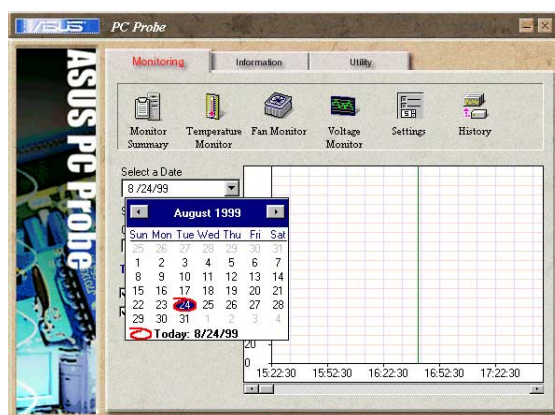 ASUS PC Probe
ASUS PC Probe
Monitoring Information Utility
Monitor Summary
Temperature Monitor
Fan Monitor
Voltage Monitor
Settings
History
Select a Date
8 /24/99
August 1999
Sun Mon Tue Wed Thu Fri Sat
25 26 27 28 29 30 31
1 2 3 4 5 6 7
8 9 10 11 12 13 14
15 16 17 18 19 20 21
22 23 24 25 26 27 28
29 30 31 1 2 3 4
Today: 8/24/99
20
0
15:22:30 15:52:30 16:22:30 16:52:30 17:22:30